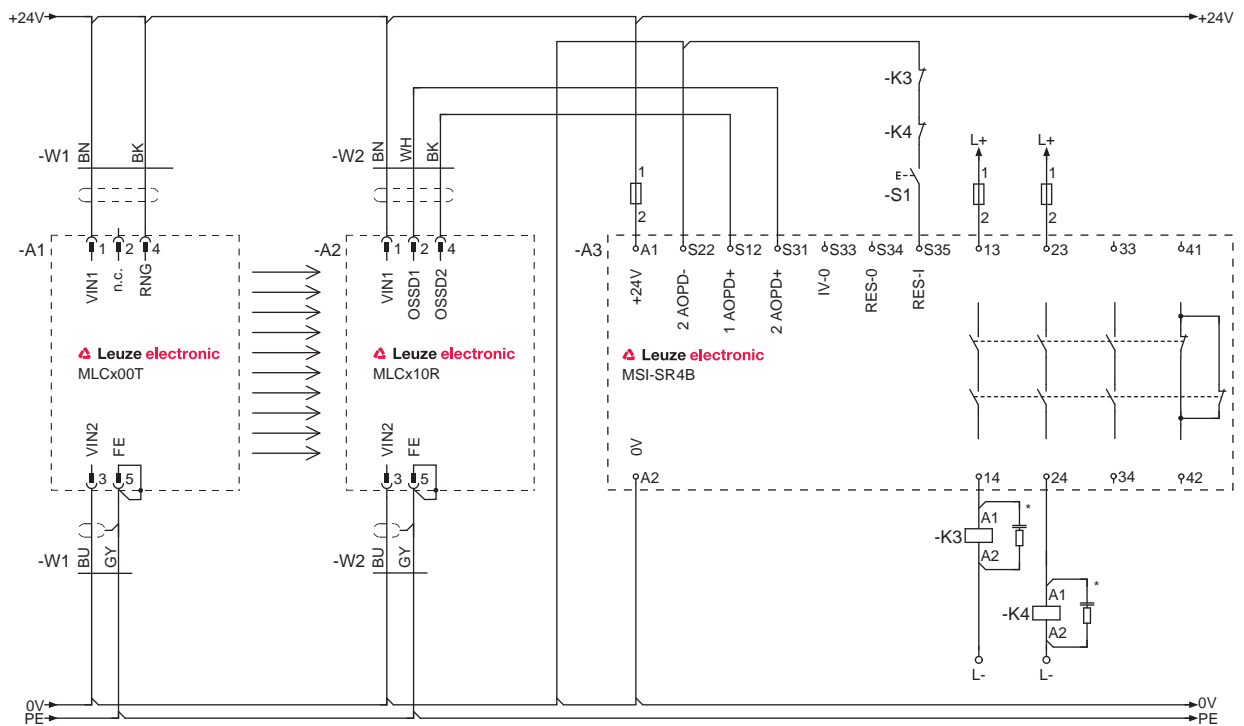 +24V +24V
-K3
-K4
-W1 BN BK -W2 BN WH BK L+ L+
1 1 1
E-- -S1
2 2 2
-A1 1 2 4 -A2 1 2 4 -A3 A1 S22 S12 S31 S33 S34 S35 13 23 33 41
VIN1 n.c. RNG VIN1 OSSD1 OSSD2 +24V 2 AOPD- 1 AOPD+ 2 AOPD+ IV-0 RES-0 RES-I
Leuze electronic Leuze electronic Leuze electronic
MLCx00T MLCx10R MSI-SR4B
VIN2 FE VIN2 FE 0V
3 5 3 5 A2 14 24 34 42
A1 *
-K3
A2
-W1 BU GY -W2 BU GY
A1 *
-K4
A2
L- L-
0V 0V
PE PE